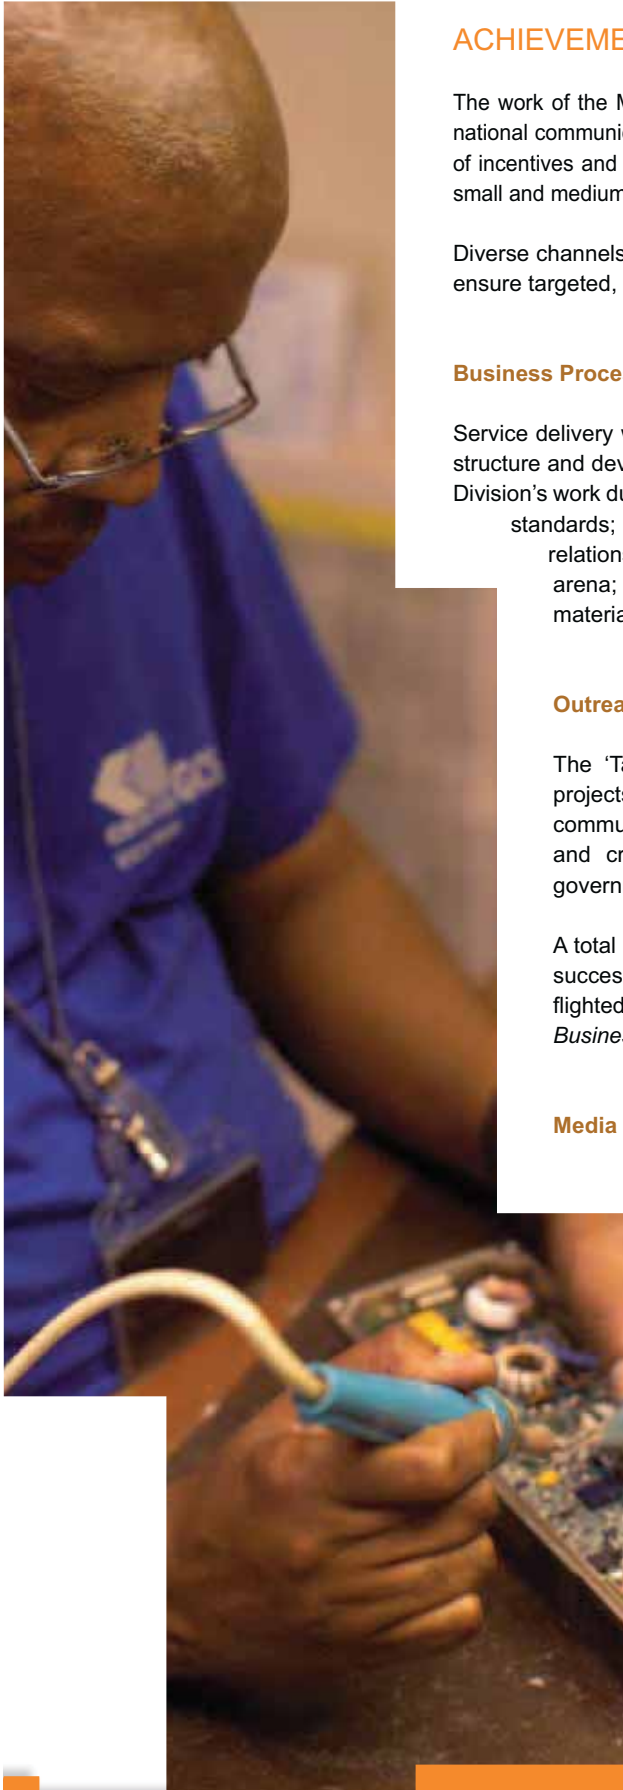 ACHIEVEME
The work of the M
national communi
of incentives and
small and medium
Diverse channels
ensure targeted,
Business Proce
Service delivery
structure and dev
Division's work du
standards;
relation
arena;
materia
Outrea
The ‘Ta
projects
commu
and cr
govern
A total
succes
flighted
Busines
Media